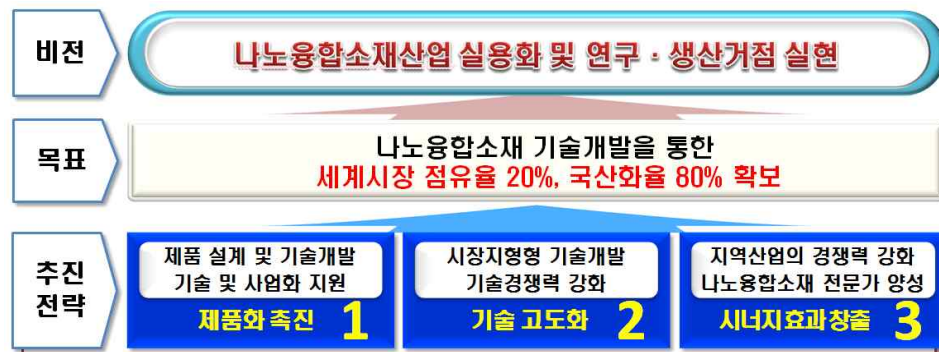 비전
나노융합소재산업 실용화 및 연구 · 생산거점 실현
목표
나노융합소재 기술개발을 통한
세계시장 점유율 20%, 국산화율 80% 확보
추진
전략
제품 설계 및 기술개발
기술 및 사업화 지원
제품화 촉진 1
시장지형형 기술개발
기술경쟁력 강화
기술 고도화 2
지역산업의 경쟁력 강화
나노융합소재 전문가 양성
시너지효과창출 3